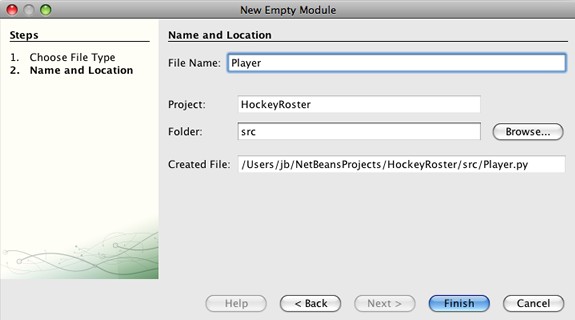 New Empty Module
Steps
1. Choose File Type
2. Name and Location
Name and Location
File Name: Player
Project: HockeyRoster
Folder: src Browse...
Created File: /Users/jb/NetBeansProjects/HockeyRoster/src/Player.py
Help < Back Next > Finish Cancel